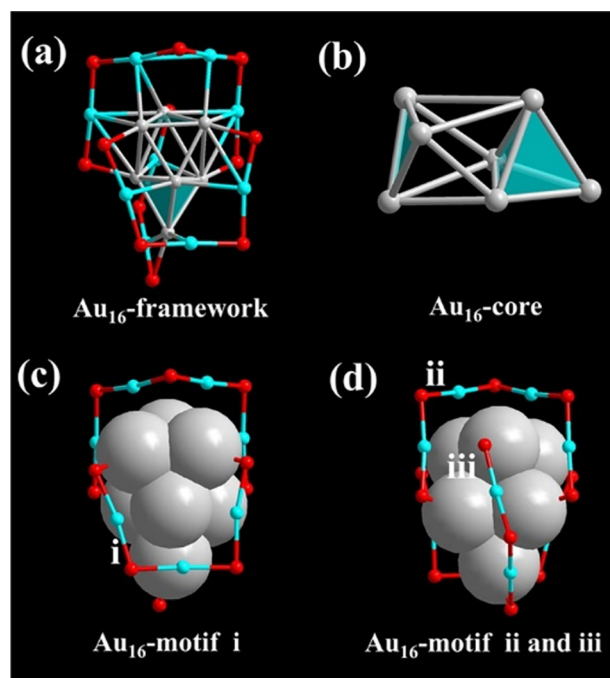 (a)
(b)
Au₁₆-framework
Au₁₆-core
(c)
(d)
ii
iii
i
Au₁₆-motif i
Au₁₆-motif ii and iii